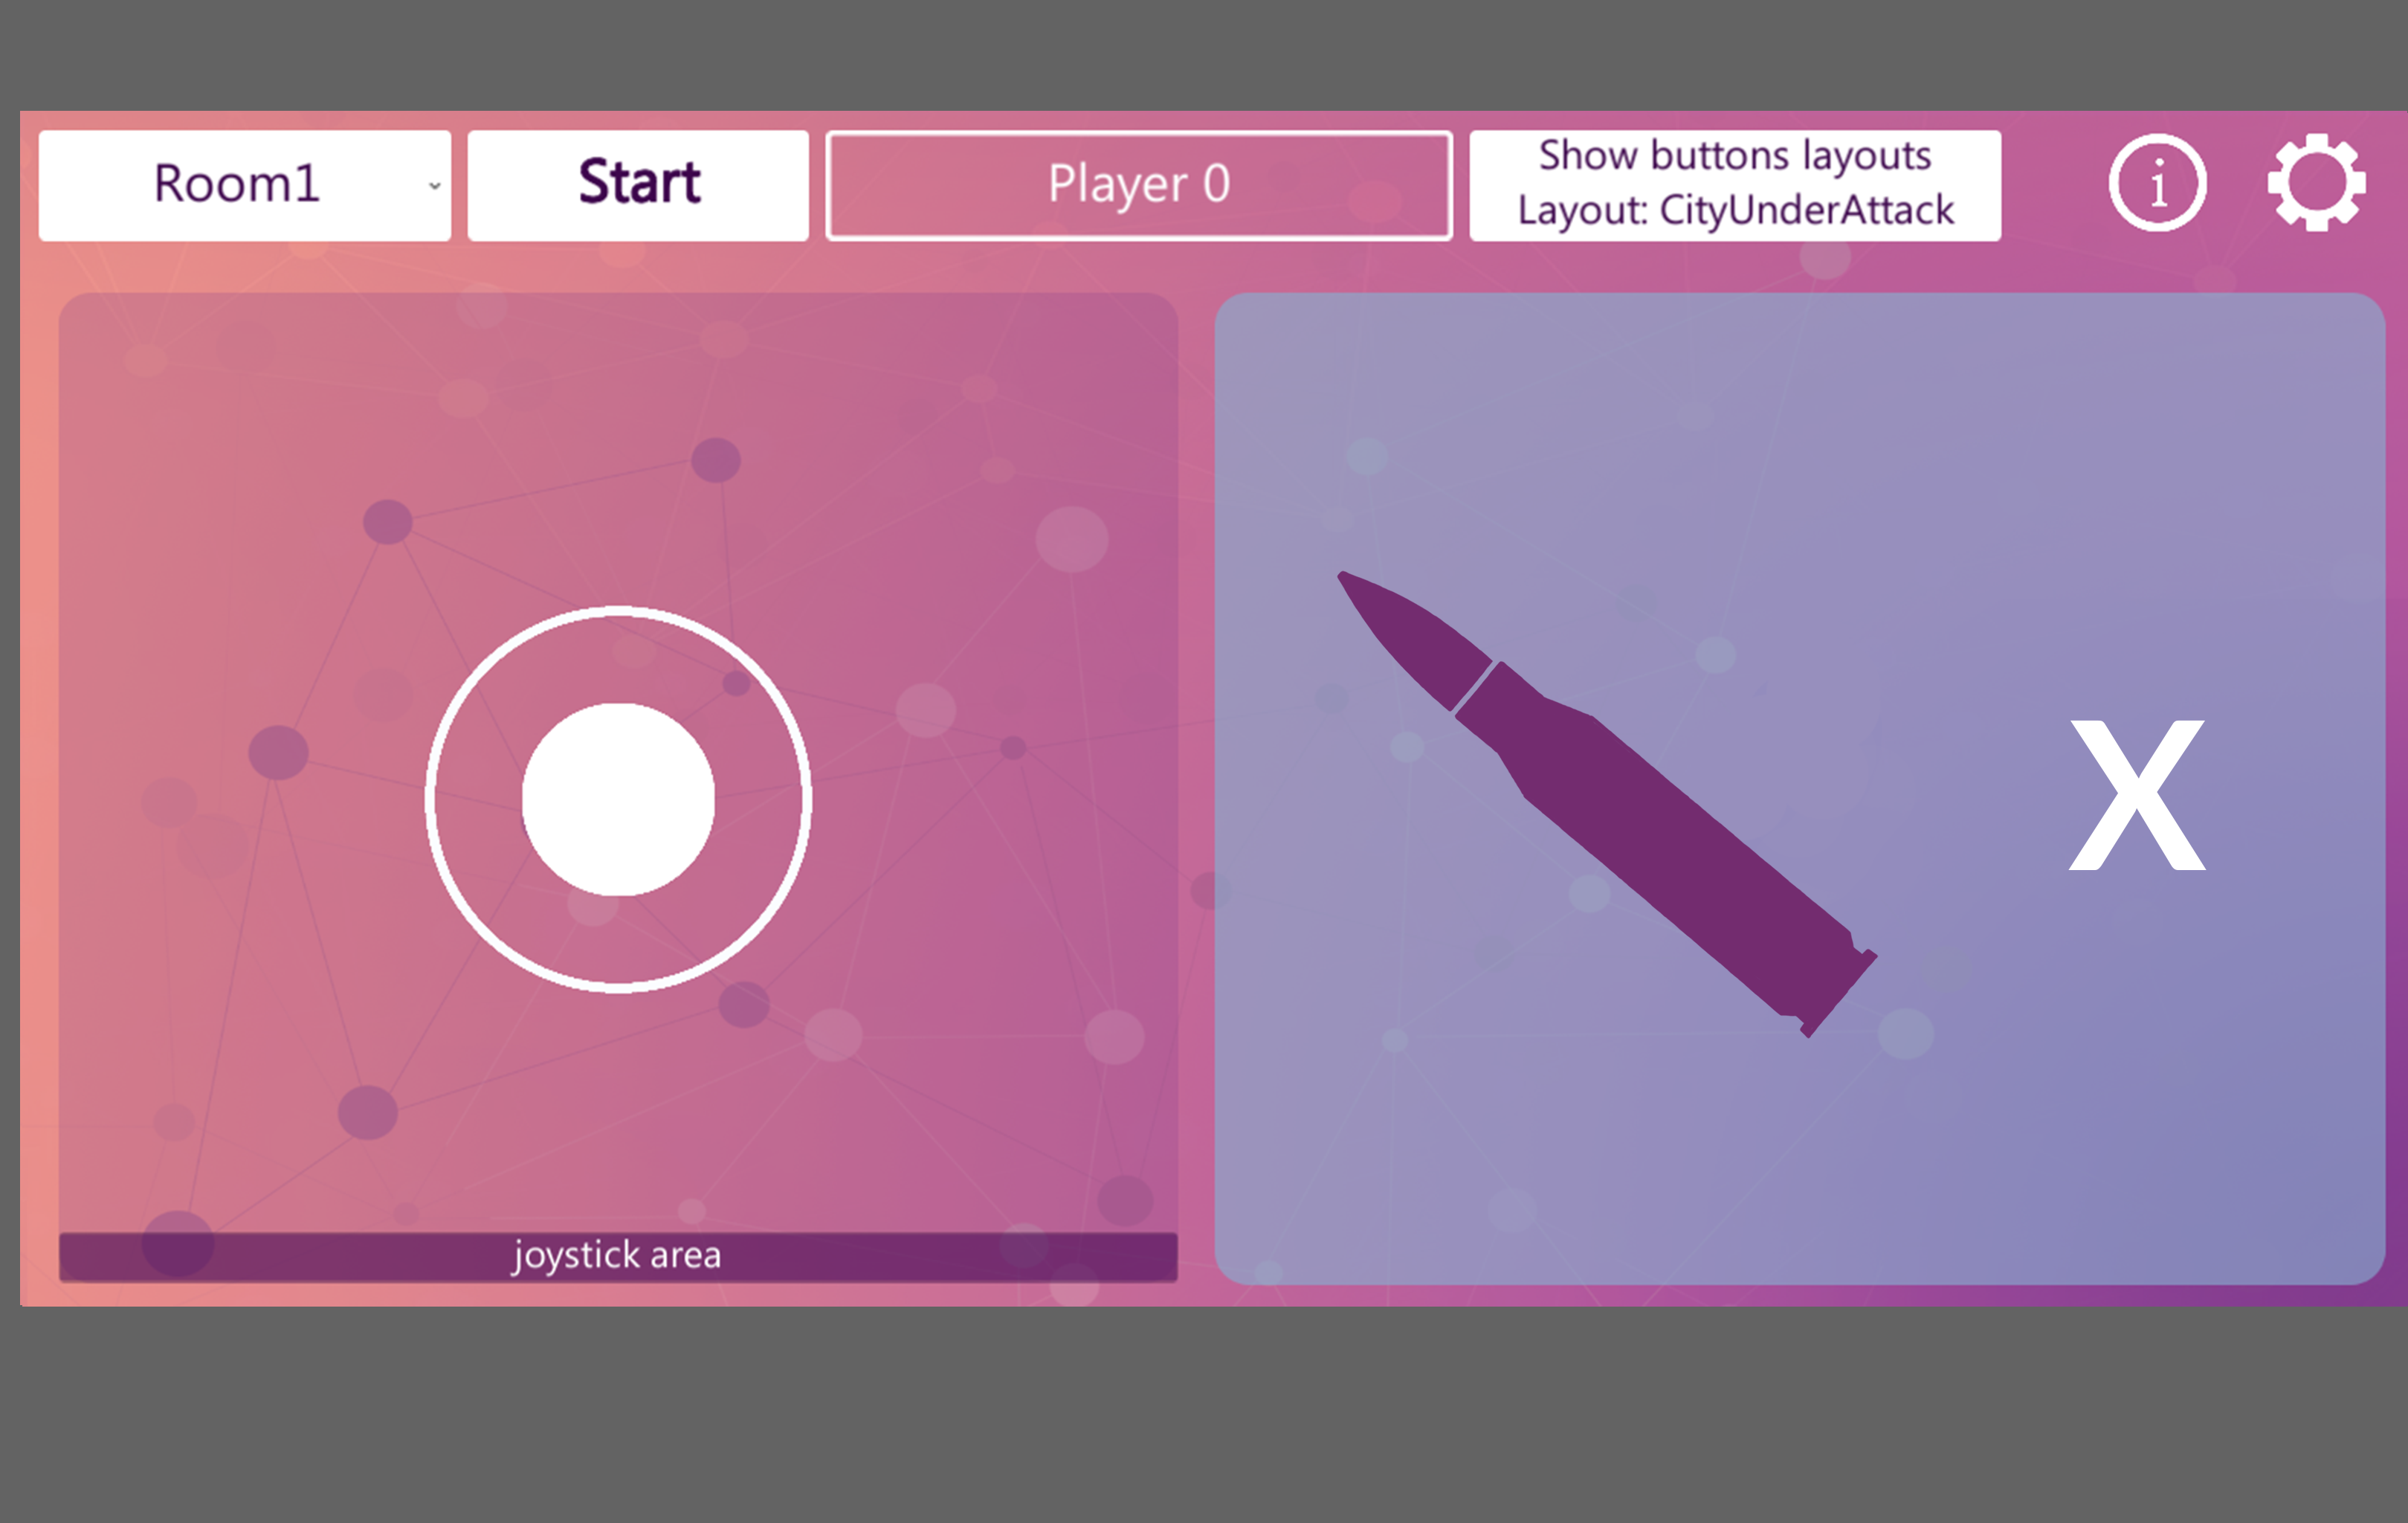 Room1
Start
Player 0
Show buttons layouts
Layout: CityUnderAttack
i
X
joystick area